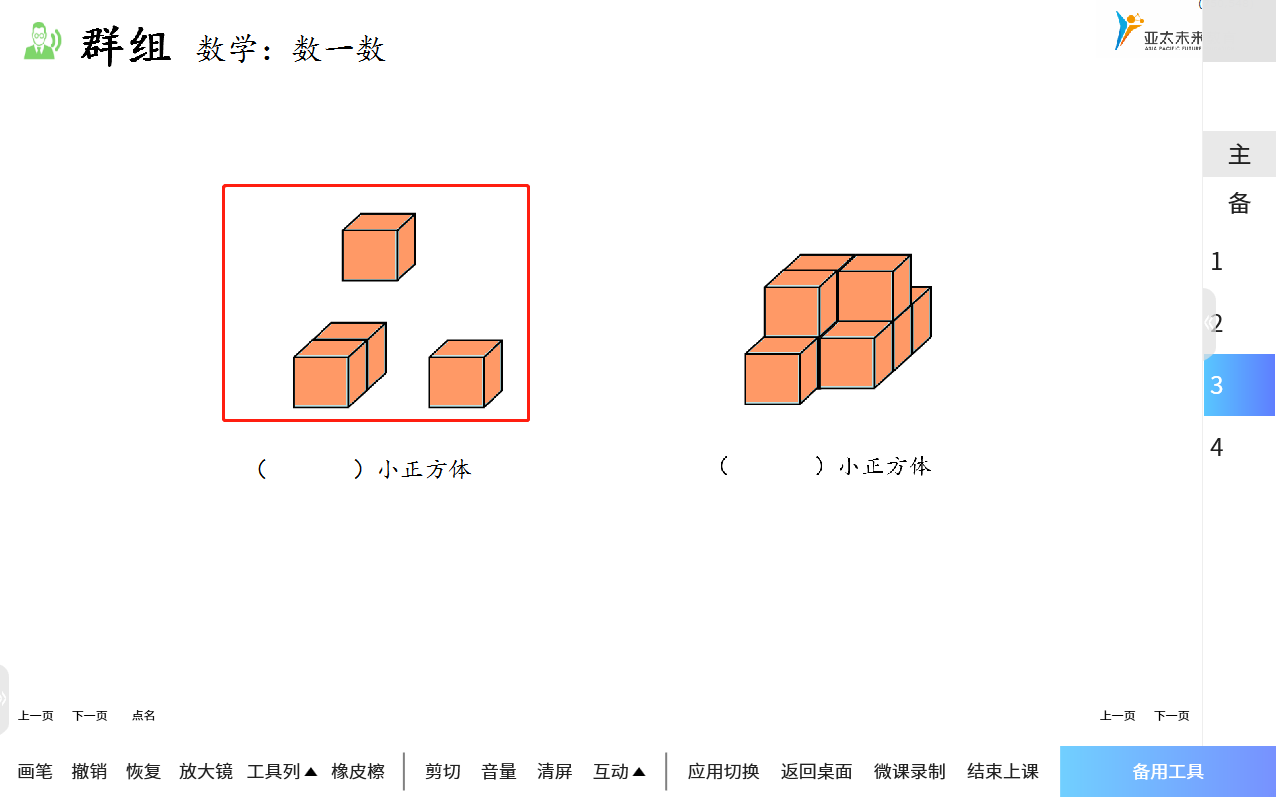 群组 数学：数一数
亚太未来
ASIA PACIFIC FUTURE
主
备
1
2
3
4
（ ）小正方体 （ ）小正方体
上一页 下一页 点名 上一页 下一页
画笔 撤销 恢复 放大镜 工具列▲ 橡皮檫 剪切 音量 清屏 互动▲ 应用切换 返回桌面 微课录制 结束上课 备用工具